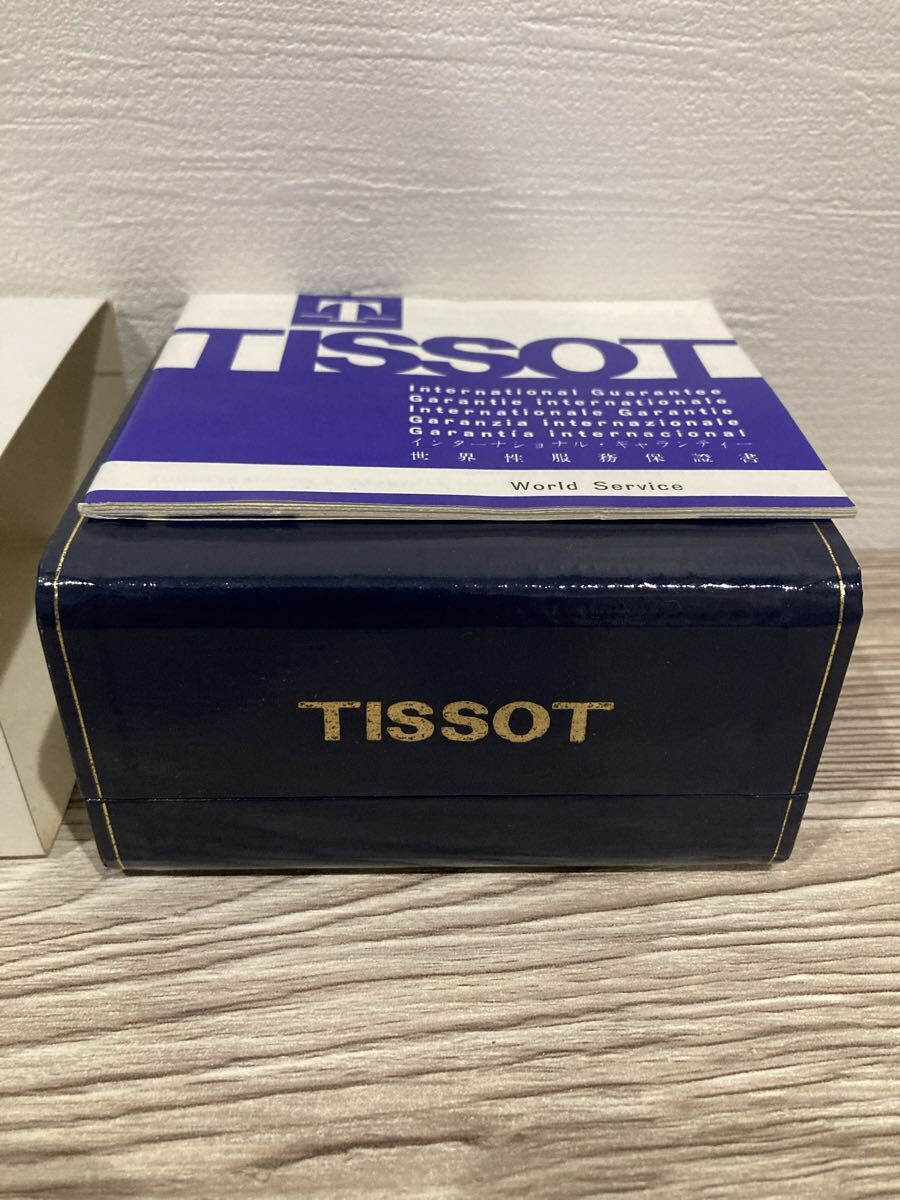 T
TISSOT
International Guarantee
Garantie internationale
Internationale Garantie
Garanzia internazionale
Garantía internacional
インターナショナル・ギャランティー
世界性服務保證書
World Service
TISSOT